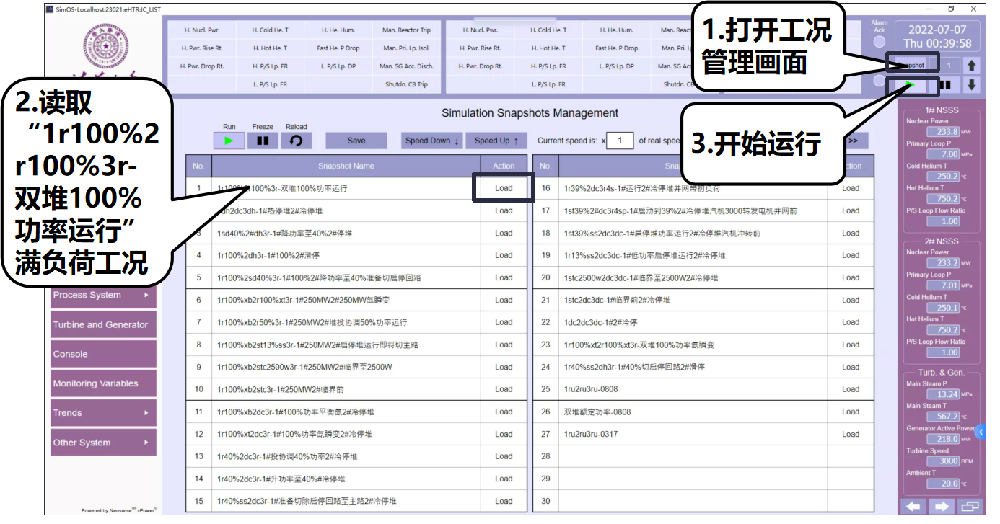 SimOS-Localhost:23021:eHTR:IC_LIST
H. Nucl. Pwr. H. Cold He. T H. He. Hum. Man. Reactor Trip H. Nucl. Pwr. H. Cold He. T H. He. Hum. Man. React
H. Pwr. Rise Rt. H. Hot He. T Fast He. P Drop Man. Pri. Lp. Isol. H. Pwr. Rise Rt. H. Hot He. T Fast He. P Drop Man. Pri. L
H. Pwr. Drop Rt. H. P/S Lp. FR L. P/S Lp. DP Man. SG Acc. Disch. H. Pwr. Drop Rt. H. P/S Lp. FR L. P/S Lp. DP Man. SG Acc
L. P/S Lp. FR Shutdn. CB Trip L. P/S Lp. FR Shutdn. CB
Alarm
Ack
2022-07-07
Thu 00:39:58
1
1.打开工况
管理画面
2.读取
“1r100%2
r100%3r-
双堆100%
功率运行”
满负荷工况
3.开始运行
Simulation Snapshots Management
Run Freeze Reload
Save Speed Down ↓ Speed Up ↑ Current speed is: x 1 of real spee >>
No. Snapshot Name Action No. Snap tion
1 100%3r-双堆100%功率运行 Load 16 1r39%2dc3r4s-1#运行2#冷停堆并网带初负荷 Load
dh2dc3dh-1#热停堆2#冷停堆 Load 17 1st39%2#dc3r4sp-1#启动到39%2#冷停堆汽机3000转发电机并网前 Load
3 1sd40%2#dh3r-1#降功率至40%2#停堆 Load 18 1st39%ss2dc3dc-1#启停堆功率运行2#冷停堆汽机冲转前 Load
4 1r100%2dh3r-1#100%2#滑停 Load 19 1r13%ss2dc3dc-1#低功率启停堆运行2#冷停堆 Load
5 1r100%2sd40%3r-1#100%2#降功率至40%准备切启停回路 Load 20 1stc2500w2dc3dc-1#临界至2500W2#冷停堆 Load
6 1r100%xb2r100%xt3r-1#250MW2#250MW氙瞬变 Load 21 1stc2dc3dc-1#临界前2#冷停堆 Load
7 1r100%xb2r50%3r-1#250MW2#堆投协调50%功率运行 Load 22 1dc2dc3dc-1#2#冷停 Load
8 1r100%xb2st13%ss3r-1#250MW2#启停堆运行即将切主路 Load 23 1r100%xt2r100%xt3r-双堆100%功率氙瞬变 Load
9 1r100%xb2stc2500w3r-1#250MW2#临界至2500W Load 24 1r40%ss2dh3r-1#40%切启停回路2#滑停 Load
10 1r100%xb2stc3r-1#250MW2#临界前 Load 25 1ru2ru3ru-0808 Load
11 1r100%xb2dc3r-1#100%功率平衡氙2#冷停堆 Load 26 双堆额定功率-0808 Load
12 1r100%xt2dc3r-1#100%功率氙瞬变2#冷停堆 Load 27 1ru2ru3ru-0317 Load
13 1r40%2dc3r-1#投协调40%功率2#冷停堆 Load 28
14 1r40%2dc3r-1#升功率至40%#冷停堆 Load 29
15 1r40%ss2dc3r-1#准备切除启停回路至主路2#冷停堆 Load 30
Process System
Turbine and Generator
Console
Monitoring Variables
Trends
Other System
Powered by Neoswise™ vPower®
1# NSSS
Nuclear Power
233.8 MW
Primary Loop P
7.00 MPa
Cold Helium T
250.2 ℃
Hot Helium T
750.2 ℃
P/S Loop Flow Ratio
1.00
2# NSSS
Nuclear Power
233.2 MW
Primary Loop P
7.01 MPa
Cold Helium T
250.1 ℃
Hot Helium T
750.2 ℃
P/S Loop Flow Ratio
1.00
Turb. & Gen.
Main Steam P
13.24 MPa
Main Steam T
567.2 ℃
Generator Active Power
218.0 MW
Turbine Speed
3000 RPM
Ambient T
20.0 ℃